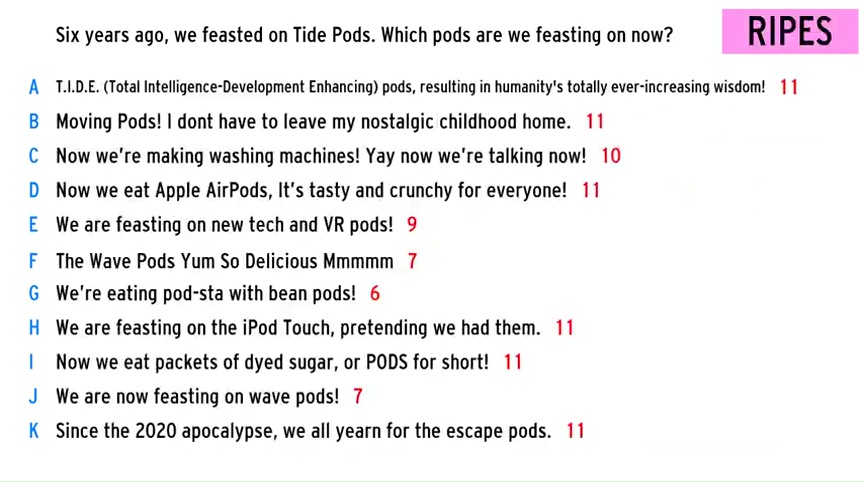 Six years ago, we feasted on Tide Pods. Which pods are we feasting on now?
RIPES
A T.I.D.E. (Total Intelligence-Development Enhancing) pods, resulting in humanity's totally ever-increasing wisdom! 11
B Moving Pods! I dont have to leave my nostalgic childhood home. 11
C Now we're making washing machines! Yay now we're talking now! 10
D Now we eat Apple AirPods, It's tasty and crunchy for everyone! 11
E We are feasting on new tech and VR pods! 9
F The Wave Pods Yum So Delicious Mmmmm 7
G We're eating pod-sta with bean pods! 6
H We are feasting on the iPod Touch, pretending we had them. 11
I Now we eat packets of dyed sugar, or PODS for short! 11
J We are now feasting on wave pods! 7
K Since the 2020 apocalypse, we all yearn for the escape pods. 11